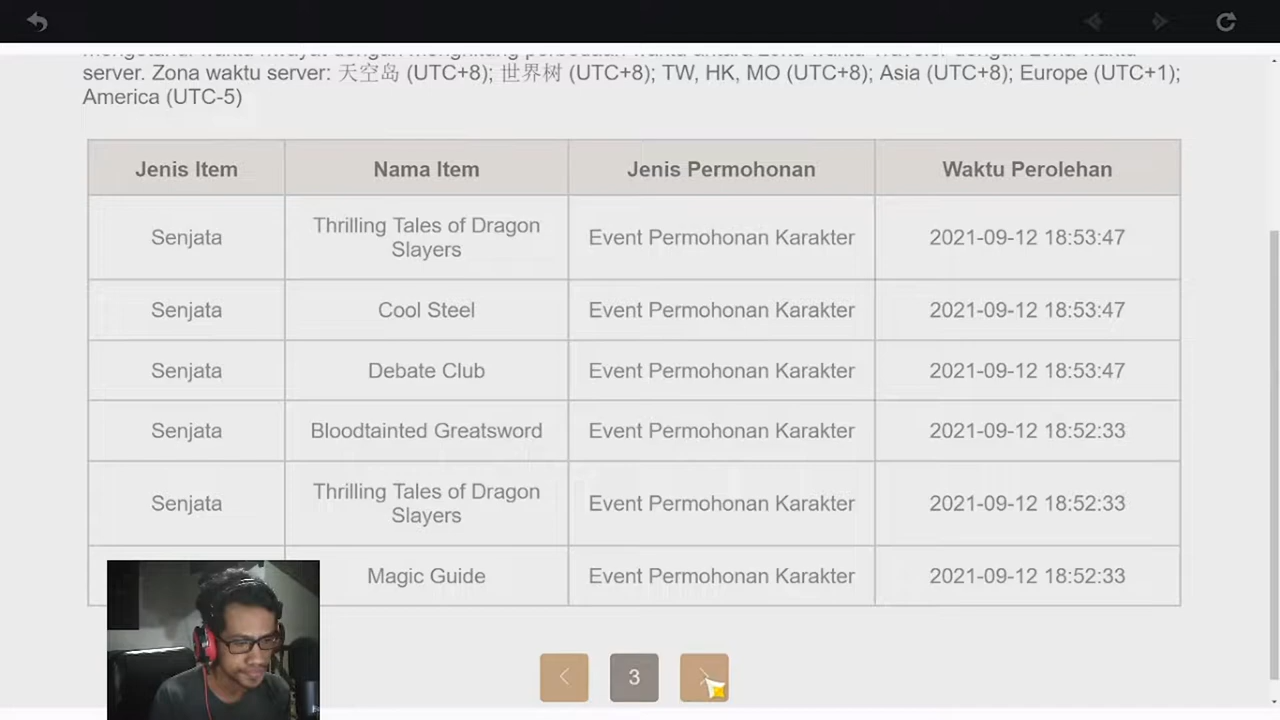 server. Zona waktu server: 天空岛 (UTC+8); 世界树 (UTC+8); TW, HK, MO (UTC+8); Asia (UTC+8); Europe (UTC+1);
America (UTC-5)
Jenis Item Nama Item Jenis Permohonan Waktu Perolehan
Senjata Thrilling Tales of Dragon Slayers Event Permohonan Karakter 2021-09-12 18:53:47
Senjata Cool Steel Event Permohonan Karakter 2021-09-12 18:53:47
Senjata Debate Club Event Permohonan Karakter 2021-09-12 18:53:47
Senjata Bloodtainted Greatsword Event Permohonan Karakter 2021-09-12 18:52:33
Senjata Thrilling Tales of Dragon Slayers Event Permohonan Karakter 2021-09-12 18:52:33
Magic Guide Event Permohonan Karakter 2021-09-12 18:52:33
3